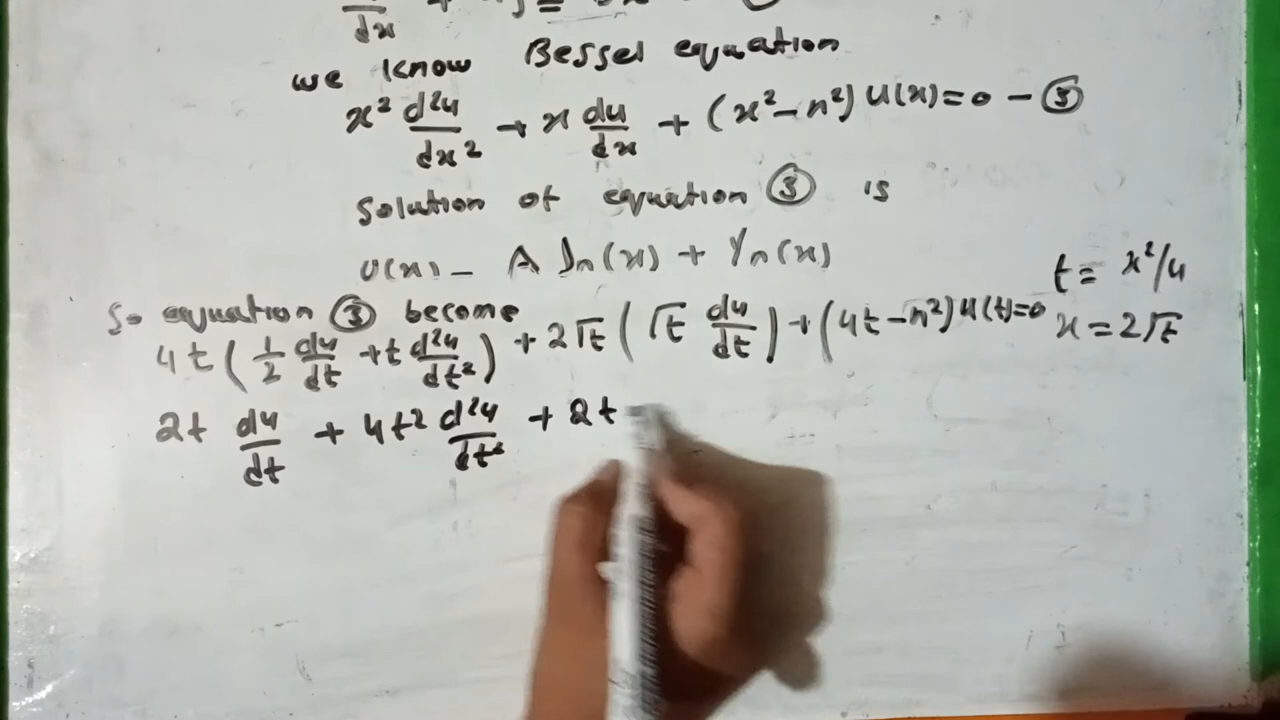 dx
we know Bessel equation
x² d²u/dx² + x du/dx + (x² - n²) u(x) = 0 - ③
Solution of equation ③ is
U(x) - A Jn(x) + Yn(x)
t = x²/4
So equation ③ become
x = 2√t
4t (1/2 du/dt + t d²u/dt²) + 2√t (√t du/dt) + (4t - n²) u(t) = 0
2t du/dt + 4t² d²u/dt² + 2t